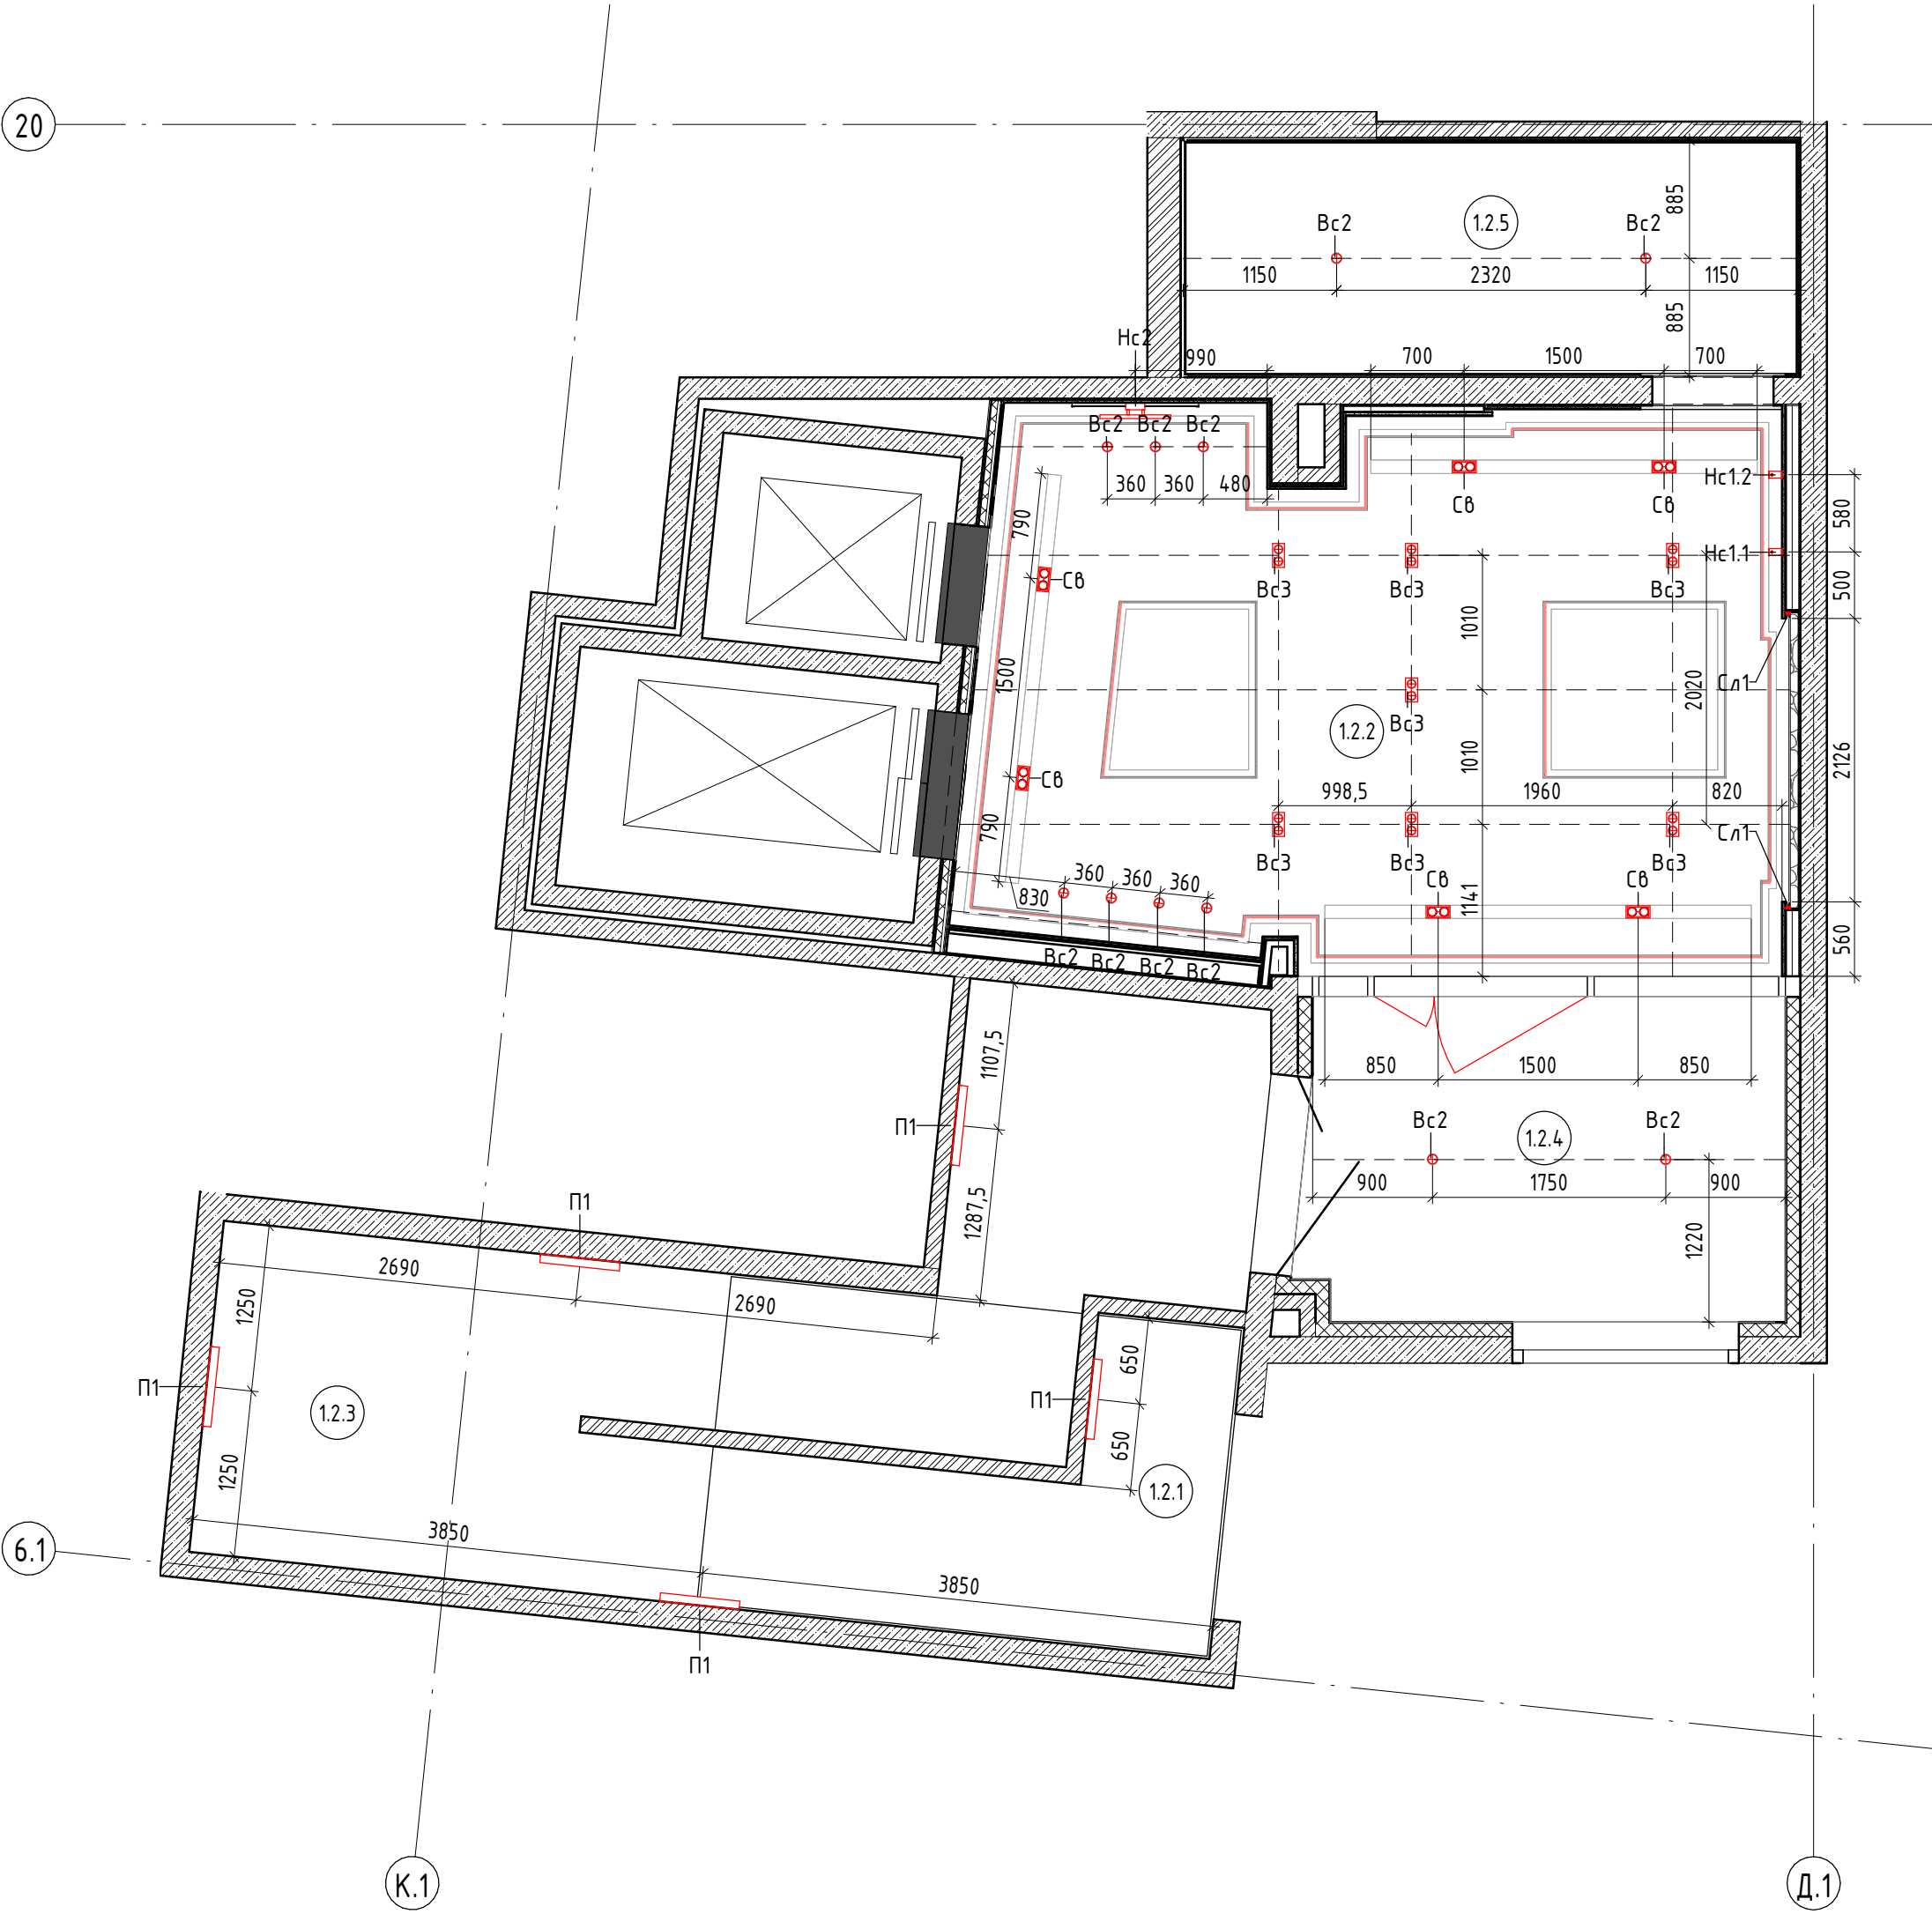 20
885
Вс2
1.2.5
Вс2
1150
2320
1150
885
Нс2
990
700
1500
700
Вс2
Вс2
Вс2
360
360
480
Св
Св
Нс1.2
580
790
Св
Вс3
Вс3
Вс3
Нс1.1
500
1010
1500
2020
Сл1
Вс3
1.2.2
1010
2126
Св
998,5
1960
820
790
Сл1
Вс3
Вс3
Вс3
360
360
360
830
Св
Св
1141
560
Вс2
Вс2
Вс2
Вс2
1107,5
850
1500
850
П1
Вс2
1.2.4
Вс2
900
1750
900
П1
1287,5
1220
2690
1250
2690
650
П1
1.2.3
П1
650
1250
1.2.1
3850
6.1
3850
П1
К.1
Д.1